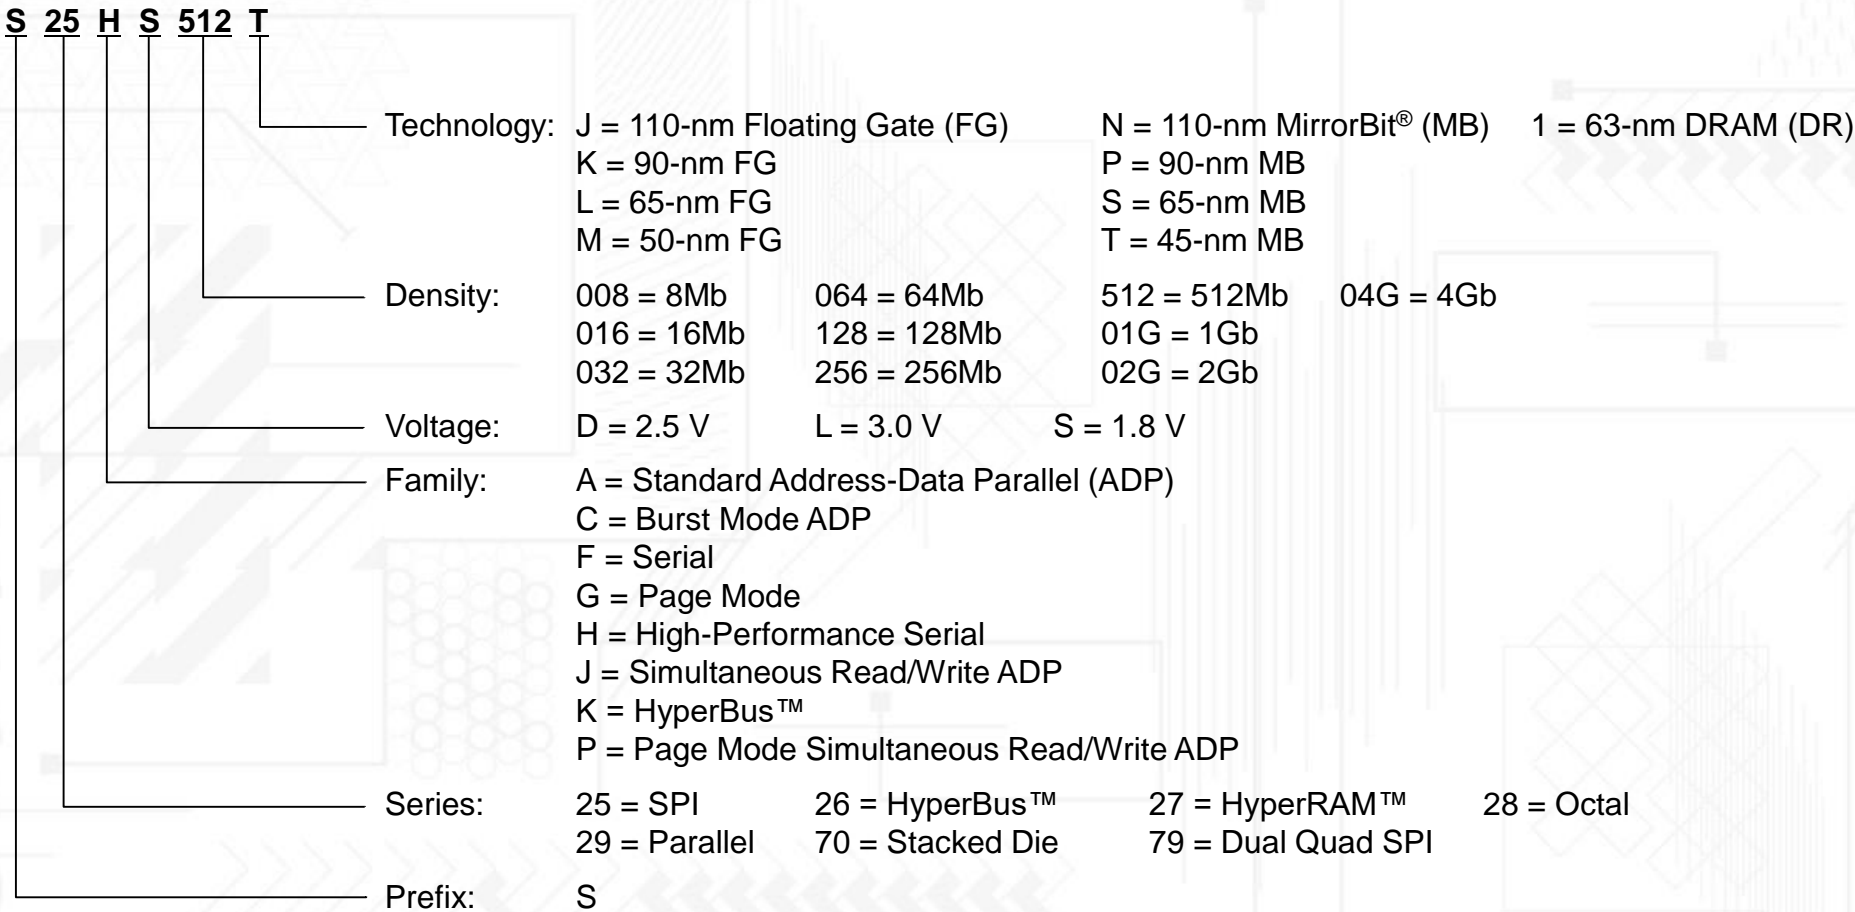 S 25 H S 512 T
Technology: J = 110-nm Floating Gate (FG) N = 110-nm MirrorBit® (MB) 1 = 63-nm DRAM (DR)
K = 90-nm FG P = 90-nm MB
L = 65-nm FG S = 65-nm MB
M = 50-nm FG T = 45-nm MB
Density: 008 = 8Mb 064 = 64Mb 512 = 512Mb 04G = 4Gb
016 = 16Mb 128 = 128Mb 01G = 1Gb
032 = 32Mb 256 = 256Mb 02G = 2Gb
Voltage: D = 2.5 V L = 3.0 V S = 1.8 V
Family: A = Standard Address-Data Parallel (ADP)
C = Burst Mode ADP
F = Serial
G = Page Mode
H = High-Performance Serial
J = Simultaneous Read/Write ADP
K = HyperBus™
P = Page Mode Simultaneous Read/Write ADP
Series: 25 = SPI 26 = HyperBus™ 27 = HyperRAM™ 28 = Octal
29 = Parallel 70 = Stacked Die 79 = Dual Quad SPI
Prefix: S